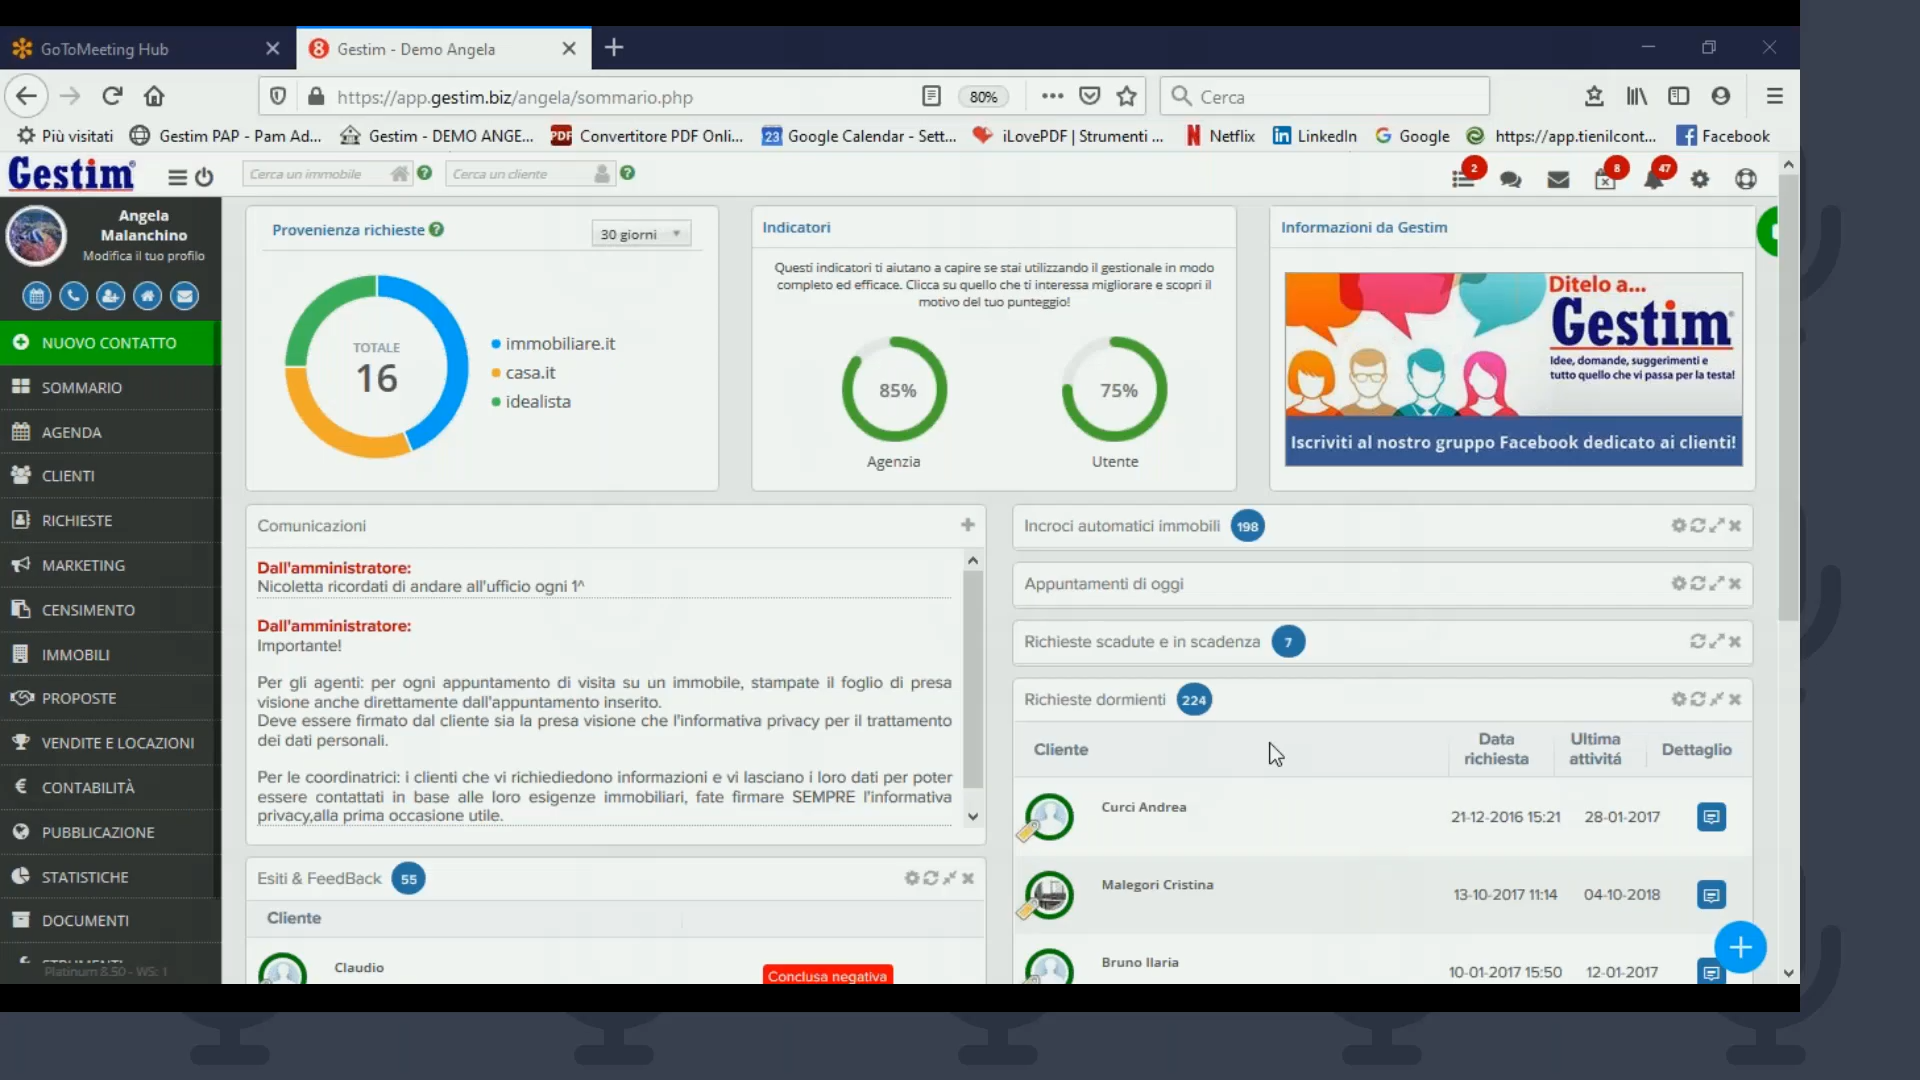 GoToMeeting Hub
Gestim - Demo Angela
https://app.gestim.biz/angela/sommario.php
80%
Cerca
Più visitati
Gestim PAP - Pam Ad...
Gestim - DEMO ANGE...
PDF Convertitore PDF Onli...
23 Google Calendar - Sett...
iLovePDF | Strumenti ...
Netflix
LinkedIn
Google
https://app.tienilcont...
Facebook
Gestim
Cerca un immobile
Cerca un cliente
2
8
47
Angela
Malanchino
Modifica il tuo profilo
NUOVO CONTATTO
SOMMARIO
AGENDA
CLIENTI
RICHIESTE
MARKETING
CENSIMENTO
IMMOBILI
PROPOSTE
VENDITE E LOCAZIONI
CONTABILITÀ
PUBBLICAZIONE
STATISTICHE
DOCUMENTI
Platinum 8.50 - WS: 1
Provenienza richieste
30 giorni
TOTALE
16
immobiliare.it
casa.it
idealista
Indicatori
Questi indicatori ti aiutano a capire se stai utilizzando il gestionale in modo
completo ed efficace. Clicca su quello che ti interessa migliorare e scopri il
motivo del tuo punteggio!
85%
75%
Agenzia
Utente
Informazioni da Gestim
Ditelo a...
Gestim
Idee, domande, suggerimenti e
tutto quello che vi passa per la testa!
Iscriviti al nostro gruppo Facebook dedicato ai clienti!
Comunicazioni
Dall'amministratore:
Nicoletta ricordati di andare all'ufficio ogni 1^
Dall'amministratore:
Importante!
Per gli agenti: per ogni appuntamento di visita su un immobile, stampate il foglio di presa
visione anche direttamente dall'appuntamento inserito.
Deve essere firmato dal cliente sia la presa visione che l'informativa privacy per il trattamento
dei dati personali.
Per le coordinatrici: i clienti che vi richiediedono informazioni e vi lasciano i loro dati per poter
essere contattati in base alle loro esigenze immobiliari, fate firmare SEMPRE l'informativa
privacy,alla prima occasione utile.
Esiti & FeedBack 55
Cliente
Claudio
Conclusa negativa
Incroci automatici immobili 198
Appuntamenti di oggi
Richieste scadute e in scadenza 7
Richieste dormienti 224
Cliente
Data
richiesta
Ultima
attivitá
Dettaglio
Curci Andrea
21-12-2016 15:21
28-01-2017
Malegori Cristina
13-10-2017 11:14
04-10-2018
Bruno Ilaria
10-01-2017 15:50
12-01-2017